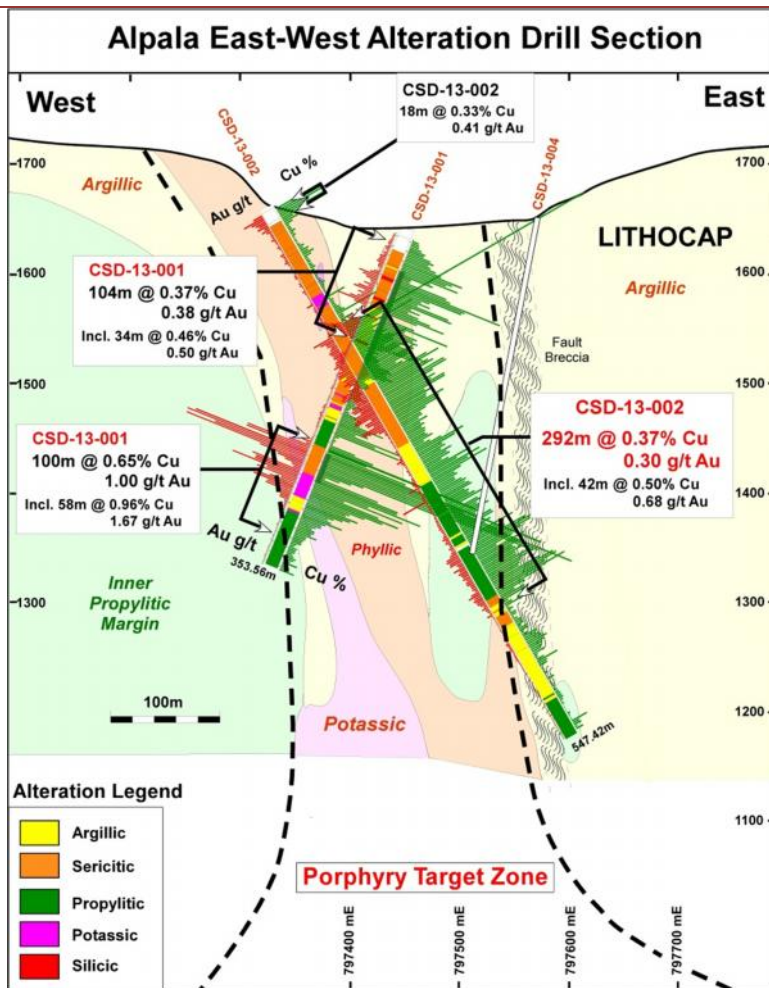 Alpala East-West Alteration Drill Section
West
East
CSD-13-002
18m @ 0.33% Cu
0.41 g/t Au
CSD-13-002
CSD-13-001
CSD-13-004
1700
1700
Argillic
Cu %
Au g/t
LITHOCAP
Argillic
1600
1600
CSD-13-001
104m @ 0.37% Cu
0.38 g/t Au
Incl. 34m @ 0.46% Cu
0.50 g/t Au
Fault
Breccia
1500
1500
CSD-13-001
100m @ 0.65% Cu
1.00 g/t Au
Incl. 58m @ 0.96% Cu
1.67 g/t Au
CSD-13-002
292m @ 0.37% Cu
0.30 g/t Au
Incl. 42m @ 0.50% Cu
0.68 g/t Au
1400
1400
Au g/t
Cu %
353.56m
Phyllic
Inner
Propylitic
Margin
1300
1300
100m
Potassic
547.42m
1200
1200
Alteration Legend
Argillic
Sericitic
Propylitic
Potassic
Silicic
1100
Porphyry Target Zone
797400 mE
797500 mE
797600 mE
797700 mE